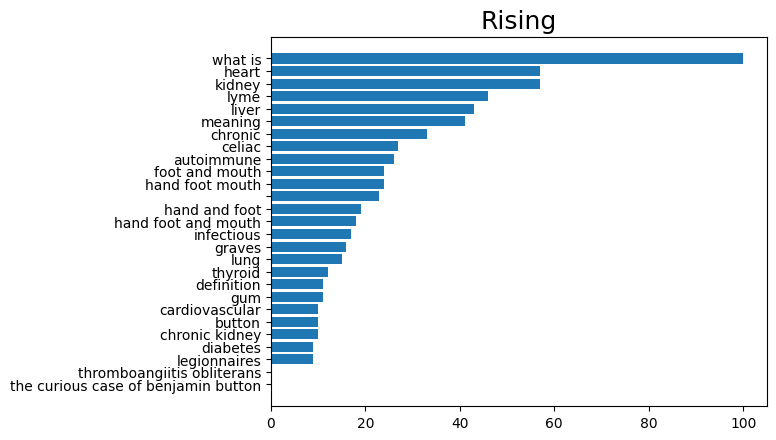 Rising
what is
heart
kidney
lyme
liver
meaning
chronic
celiac
autoimmune
foot and mouth
hand foot mouth
hand and foot
hand foot and mouth
infectious
graves
lung
thyroid
definition
gum
cardiovascular
button
chronic kidney
diabetes
legionnaires
thromboangiitis obliterans
the curious case of benjamin button
0 20 40 60 80 100